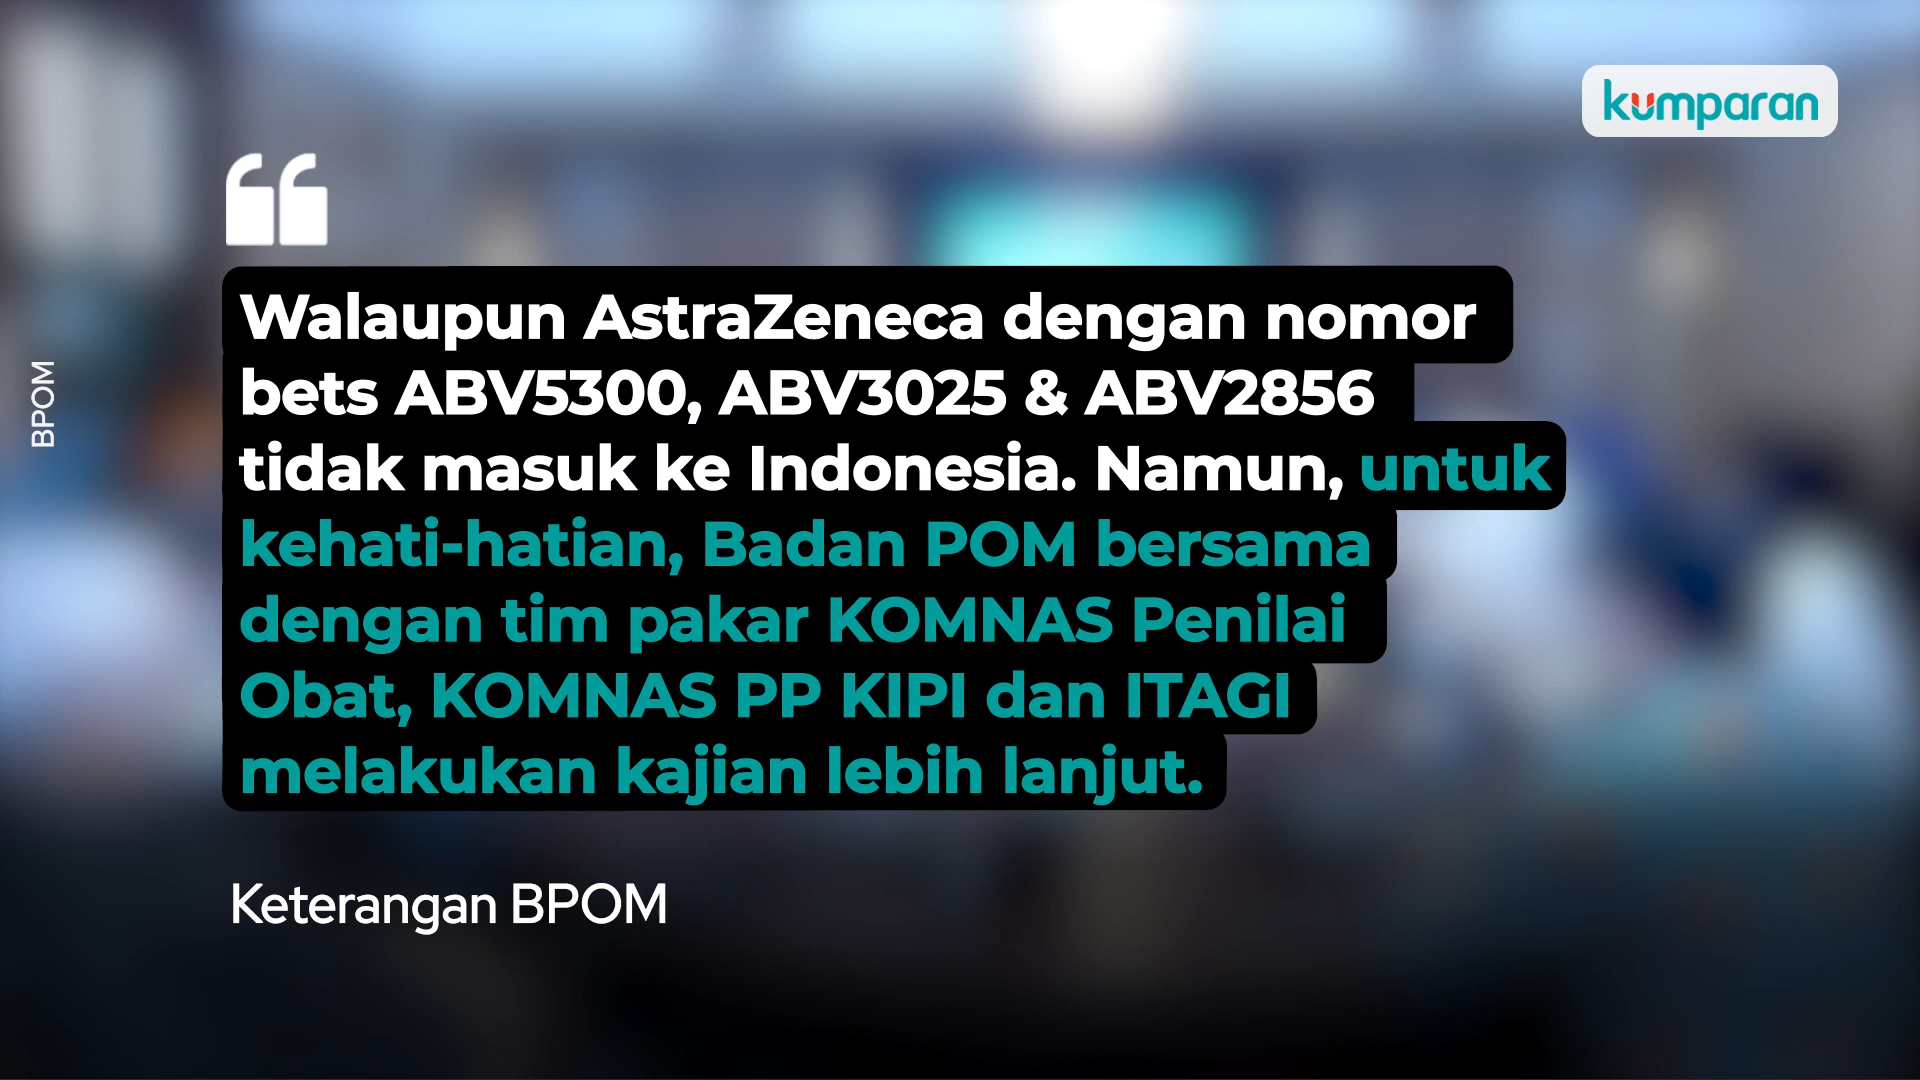 kumparan
BPOM
Walaupun AstraZeneca dengan nomor
bets ABV5300, ABV3025 & ABV2856
tidak masuk ke Indonesia. Namun, untuk
kehati-hatian, Badan POM bersama
dengan tim pakar KOMNAS Penilai
Obat, KOMNAS PP KIPI dan ITAGI
melakukan kajian lebih lanjut.
Keterangan BPOM